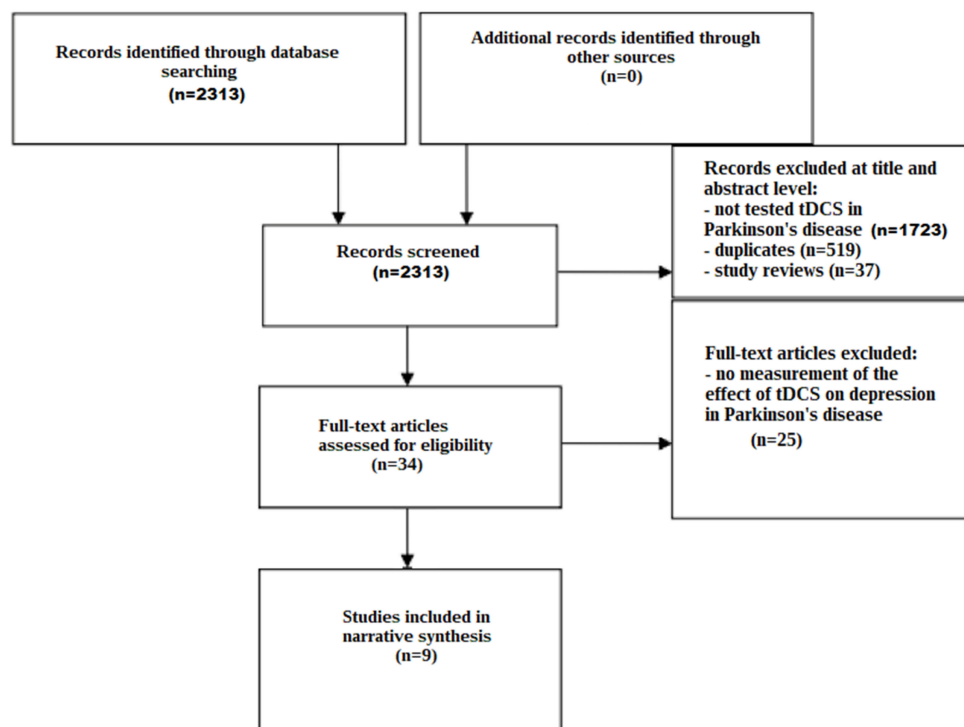 Records identified through database
searching
(n=2313)
Additional records identified through
other sources
(n=0)
Records excluded at title and
abstract level:
- not tested tDCS in
Parkinson's disease (n=1723)
- duplicates (n=519)
- study reviews (n=37)
Records screened
(n=2313)
Full-text articles excluded:
- no measurement of the
effect of tDCS on depression
in Parkinson's disease
(n=25)
Full-text articles
assessed for eligibility
(n=34)
Studies included in
narrative synthesis
(n=9)